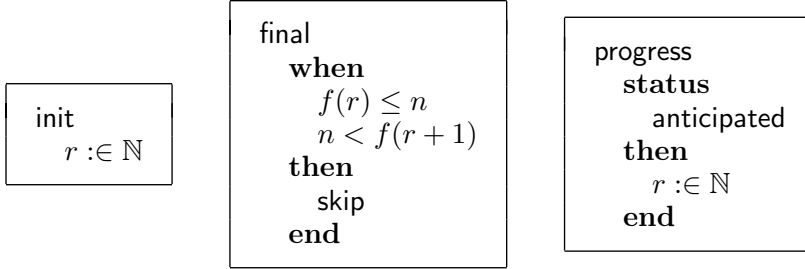 init
r :∈ ℕ
final
when
f(r) ≤ n
n < f(r + 1)
then
skip
end
progress
status
anticipated
then
r :∈ ℕ
end